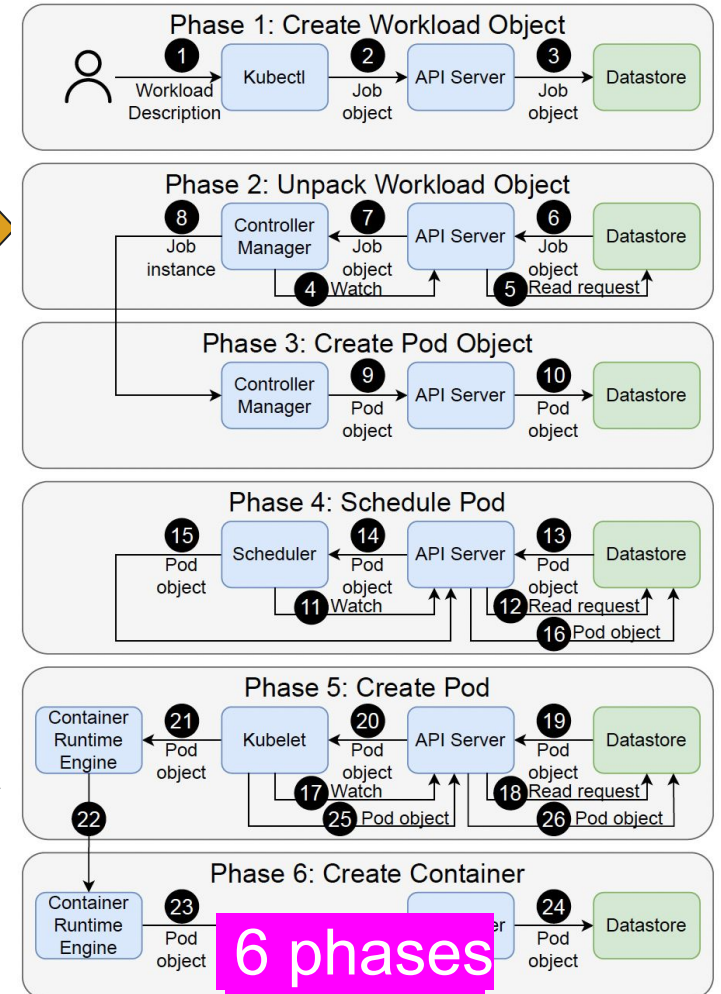 Phase 1: Create Workload Object
1
Workload
Description
Kubectl
2
Job
object
API Server
3
Job
object
Datastore
Phase 2: Unpack Workload Object
8
Job
instance
Controller
Manager
7
Job
object
API Server
6
Job
object
Datastore
4 Watch
5 Read request
Phase 3: Create Pod Object
Controller
Manager
9
Pod
object
API Server
10
Pod
object
Datastore
Phase 4: Schedule Pod
15
Pod
object
Scheduler
14
Pod
object
API Server
13
Pod
object
Datastore
11 Watch
12 Read request
16 Pod object
Phase 5: Create Pod
Container
Runtime
Engine
21
Pod
object
Kubelet
20
Pod
object
API Server
19
Pod
object
Datastore
17 Watch
18 Read request
25 Pod object
26 Pod object
22
Phase 6: Create Container
Container
Runtime
Engine
23
Pod
object
24
Pod
object
Datastore
6 phases